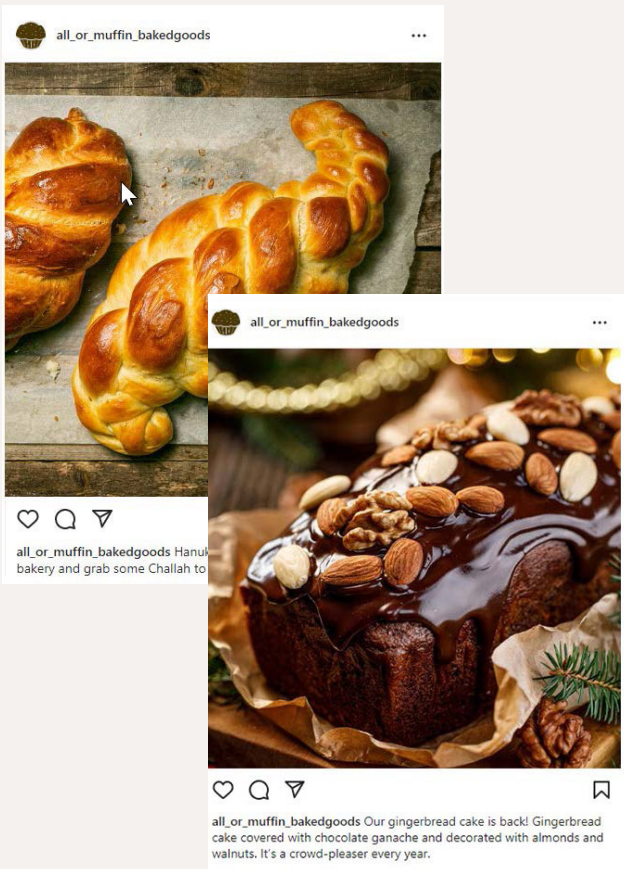 all_or_muffin_bakedgoods
all_or_muffin_bakedgoods
all_or_muffin_bakedgoods
bakery and grab some Challah to
all_or_muffin_bakedgoods Our gingerbread cake is back! Gingerbread
cake covered with chocolate ganache and decorated with almonds and
walnuts. It's a crowd-pleaser every year.